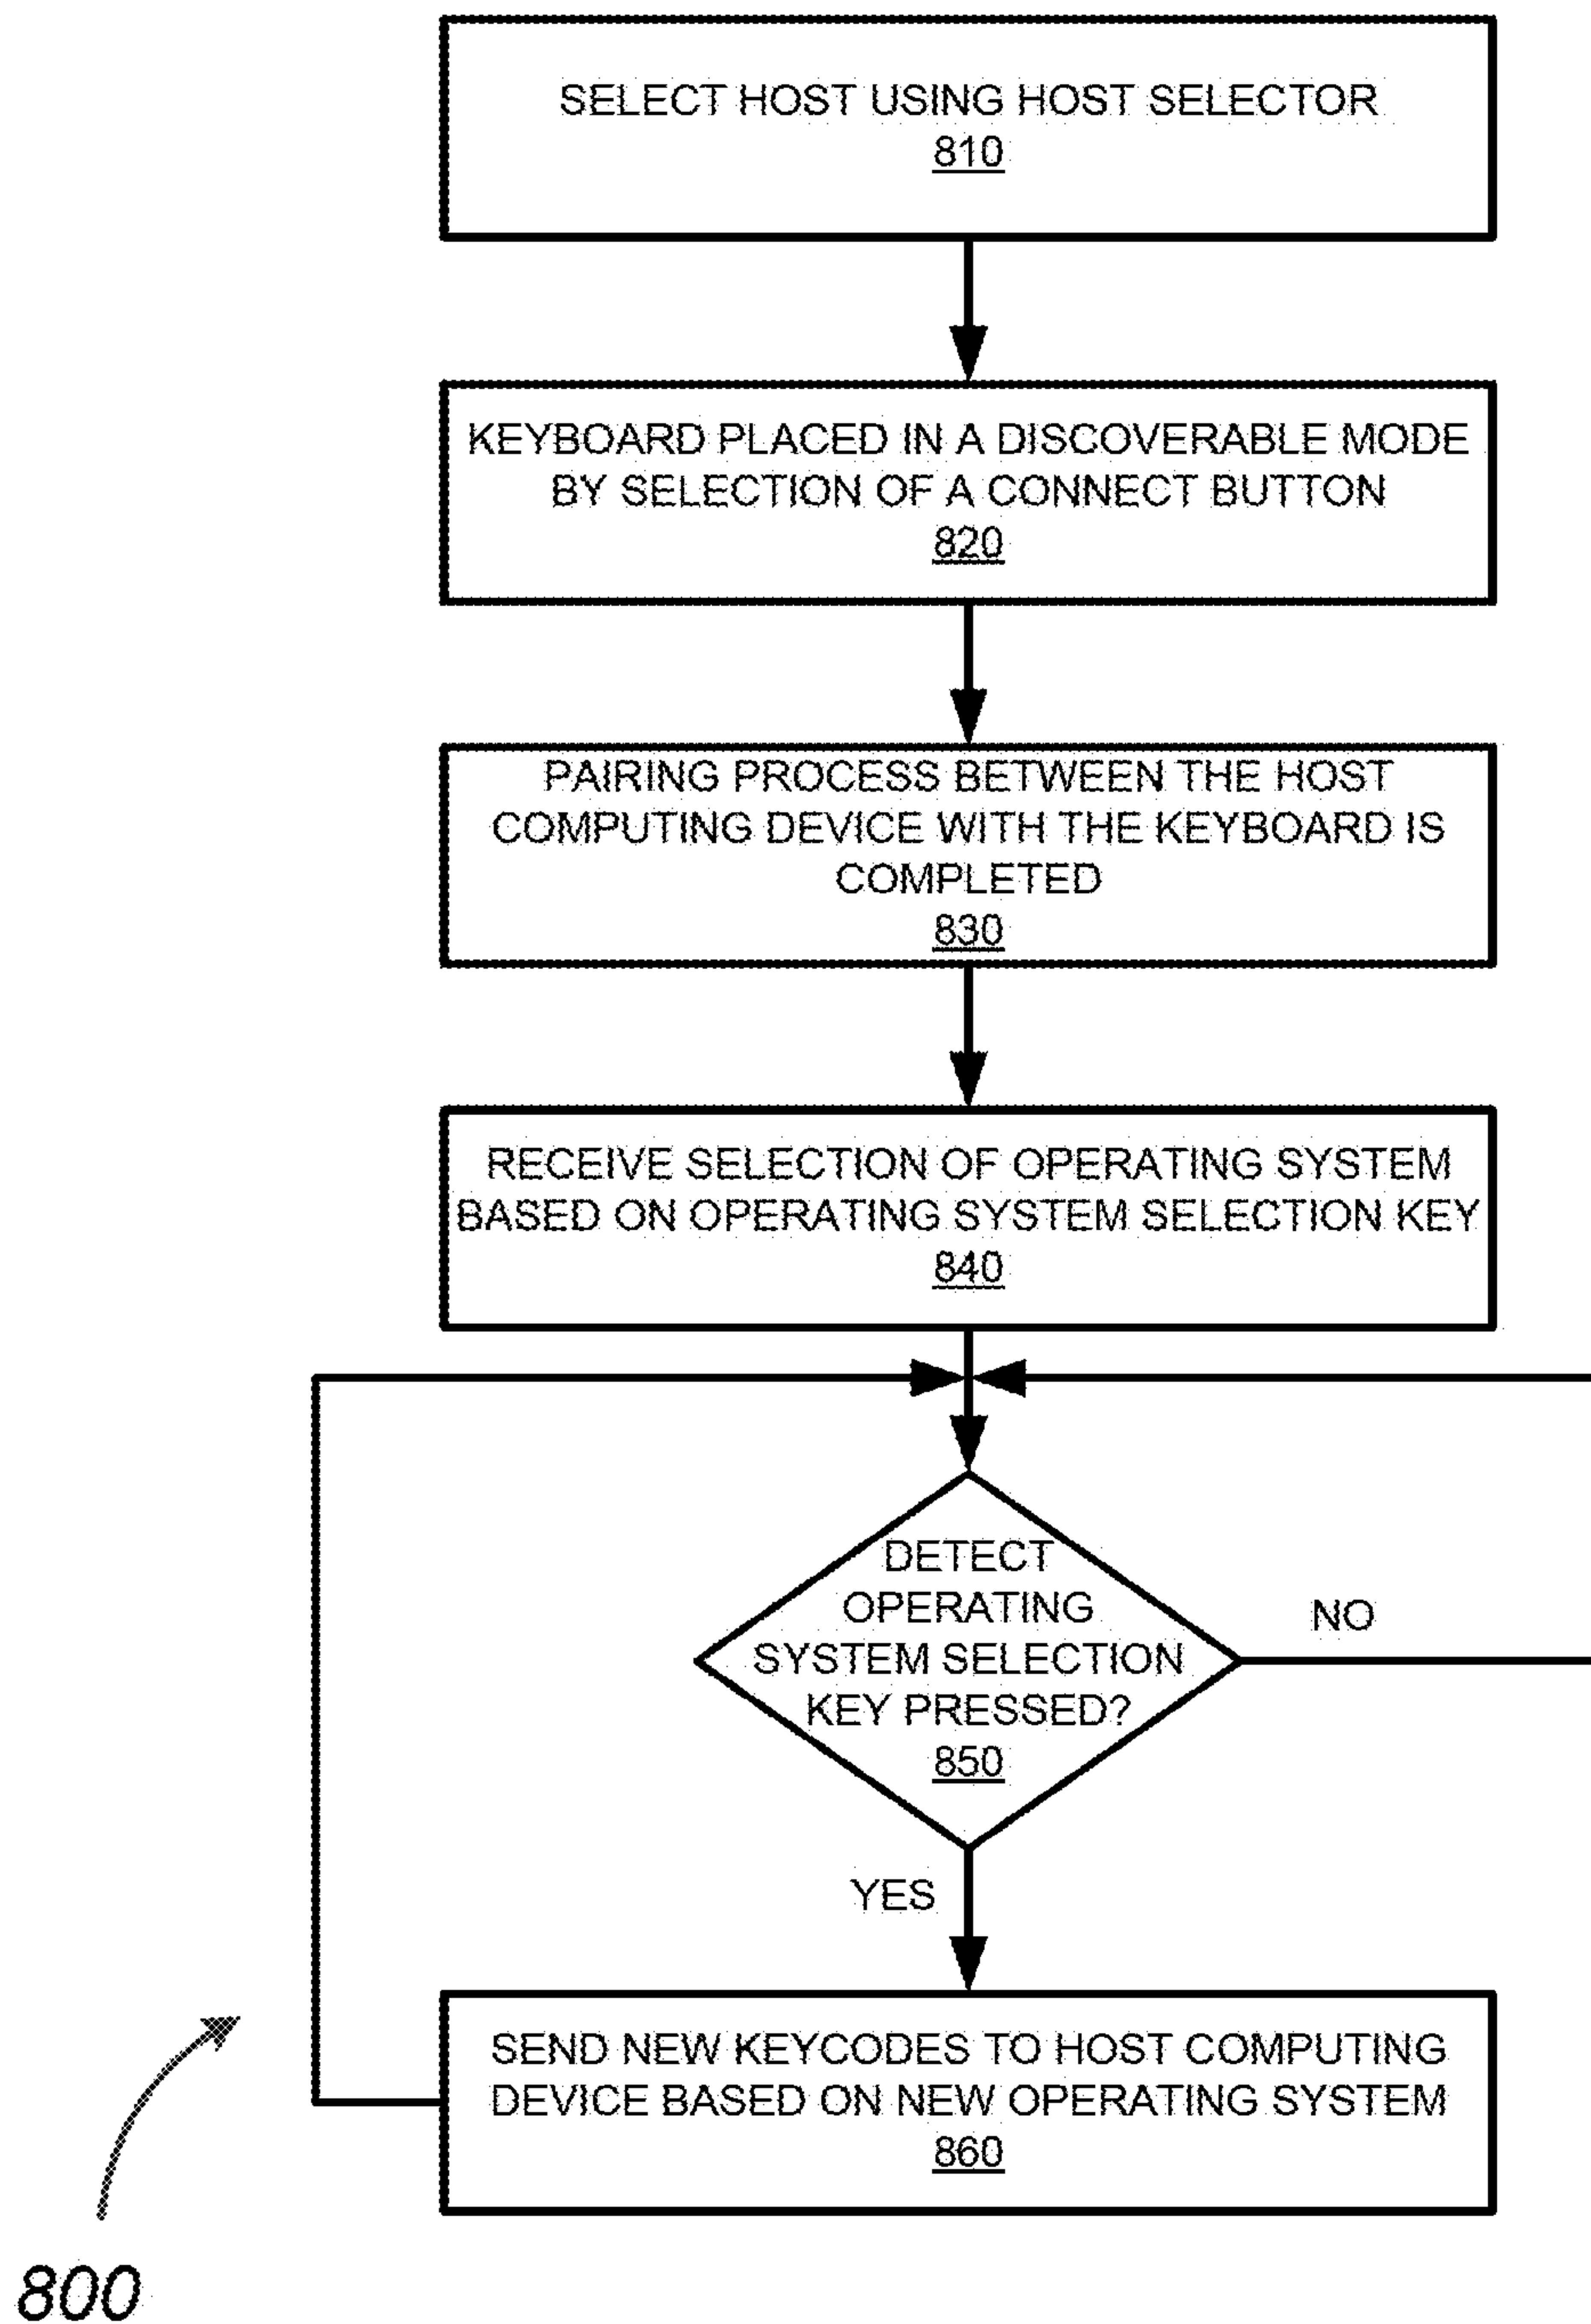 SELECT HOST USING HOST SELECTOR
810
KEYBOARD PLACED IN A DISCOVERABLE MODE
BY SELECTION OF A CONNECT BUTTON
820
PAIRING PROCESS BETWEEN THE HOST
COMPUTING DEVICE WITH THE KEYBOARD IS
COMPLETED
830
RECEIVE SELECTION OF OPERATING SYSTEM
BASED ON OPERATING SYSTEM SELECTION KEY
840
DETECT
OPERATING
SYSTEM SELECTION
KEY PRESSED?
850
NO
YES
SEND NEW KEYCODES TO HOST COMPUTING
DEVICE BASED ON NEW OPERATING SYSTEM
860
800